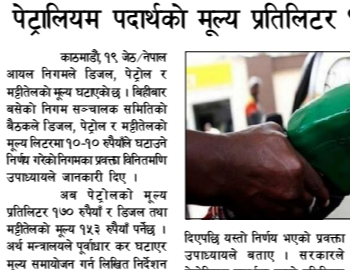 पेट्रोलियम पदार्थको मूल्य प्रतिलिटर
काठमाडौं, १९ जेठ/नेपाल
आयल निगमले डिजल, पेट्रोल र
मट्टीतेलको मूल्य घटाएकोछ । बिहीबार
बसेको निगम सञ्चालक समितिको
बैठकले डिजल, पेट्रोल र मट्टीतेलको
मूल्य लिटरमा १०-१० रुपैयाँले घटाउने
निर्णय गरेकोनिगमका प्रवक्ता विनितमणि
उपाध्यायले जानकारी दिए ।
अब पेट्रोलको मूल्य
प्रतिलिटर १७० रुपैयाँ र डिजल तथा
मट्टीतेलको मूल्य १५३ रुपैयाँ पर्नेछ ।
अर्थ मन्त्रालयले पूर्वाधार कर घटाएर
मूल्य समायोजन गर्न लिखित निर्देशन
दिएपछि यस्तो निर्णय भएको प्रवक्ता
उपाध्यायले बताए । सरकारले